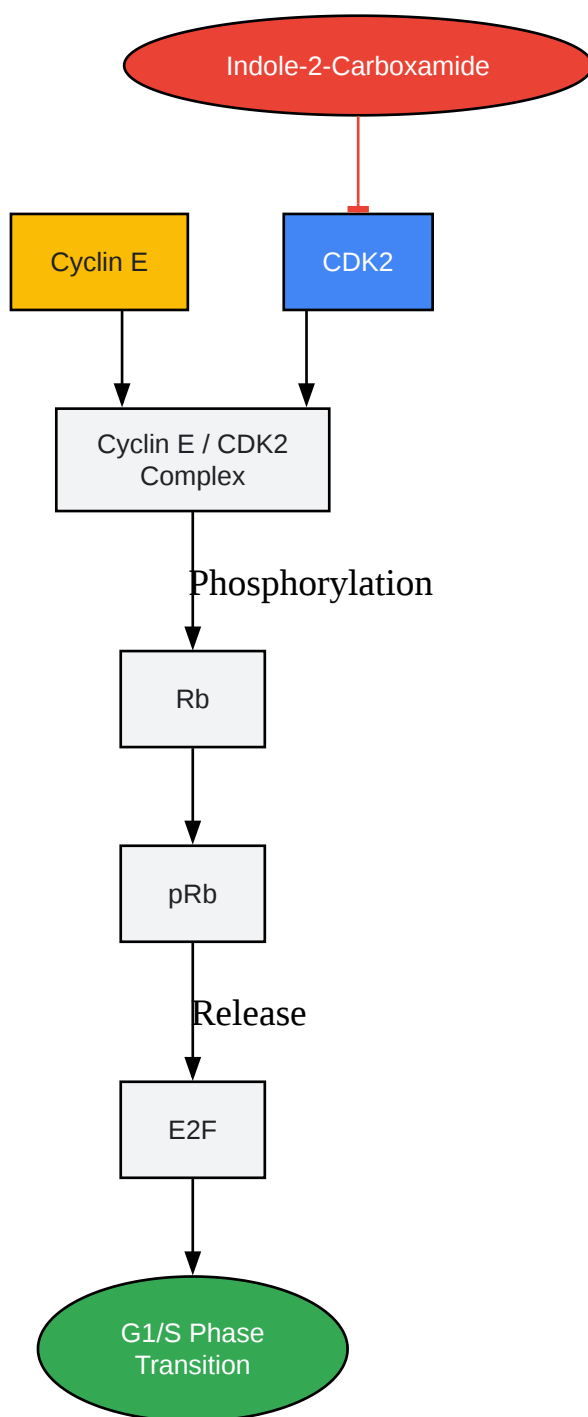 Indole-2-Carboxamide
Cyclin E
CDK2
Cyclin E / CDK2
Complex
Phosphorylation
Rb
pRb
Release
E2F
G1/S Phase
Transition